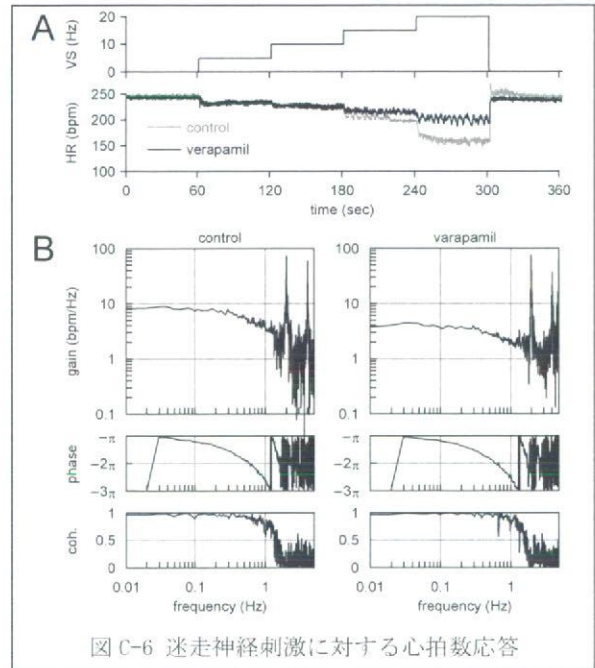 A
VS (Hz)
20
15
10
5
0
HR (bpm)
250
200
150
100
control
verapamil
0 60 120 180 240 300 360
time (sec)
B
control
varapamil
gain (bpm/Hz)
100
10
1
0.1
100
10
1
0.1
phase
-π
-2π
-3π
-π
-2π
-3π
coh.
1
0.5
0
1
0.5
0
0.01 0.1 1
0.01 0.1 1
frequency (Hz)
frequency (Hz)
図 C-6 迷走神経刺激に対する心拍数応答